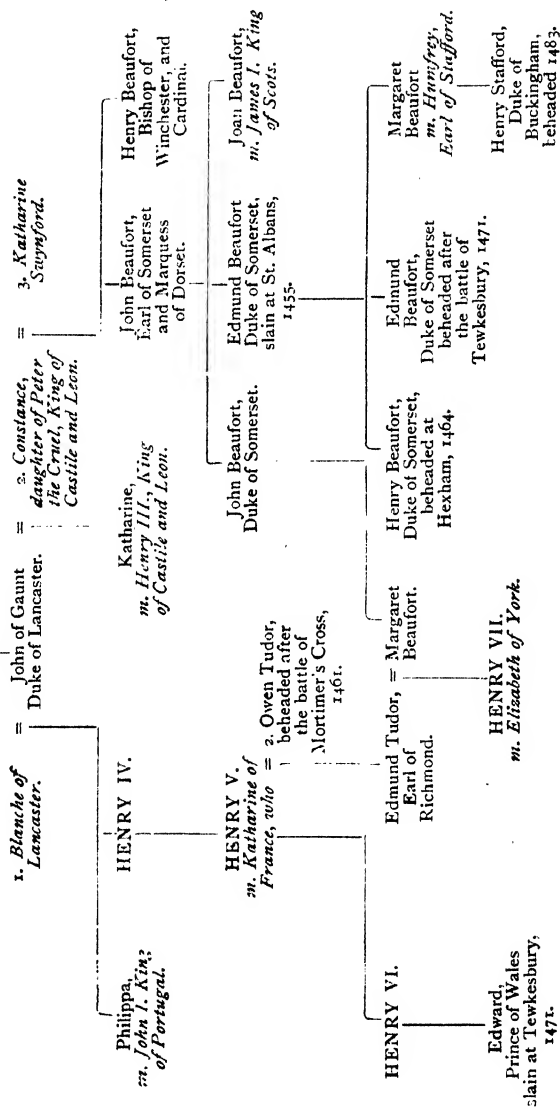 1. Blanche of
Lancaster.
=
John of Gaunt
Duke of Lancaster.
=
2. Constance,
daughter of Peter
the Cruel, King of
Castile and Leon.
=
3. Katharine
Swynford.
Philippa,
m. John I. King
of Portugal.
HENRY IV.
Katharine,
m. Henry III., King
of Castile and Leon.
John Beaufort,
Earl of Somerset
and Marquess
of Dorset.
Henry Beaufort,
Bishop of
Winchester, and
Cardinal.
HENRY V.
m. Katharine of
France, who
= 2. Owen Tudor,
beheaded after
the battle of
Mortimer's Cross,
1461.
John Beaufort,
Duke of Somerset.
Edmund Beaufort
Duke of Somerset,
slain at St. Albans,
1455.
Joan Beaufort,
m. James I. King
of Scots.
HENRY VI.
Edmund Tudor,
Earl of
Richmond.
= Margaret
Beaufort.
Henry Beaufort,
Duke of Somerset,
beheaded at
Hexham, 1464.
Edmund
Beaufort,
Duke of Somerset
beheaded after
the battle of
Tewkesbury, 1471.
Margaret
Beaufort
m. Humfrey,
Earl of Stafford.
Edward,
Prince of Wales
slain at Tewkesbury,
1471.
HENRY VII.
m. Elizabeth of York.
Henry Stafford,
Duke of
Buckingham,
beheaded 1483.